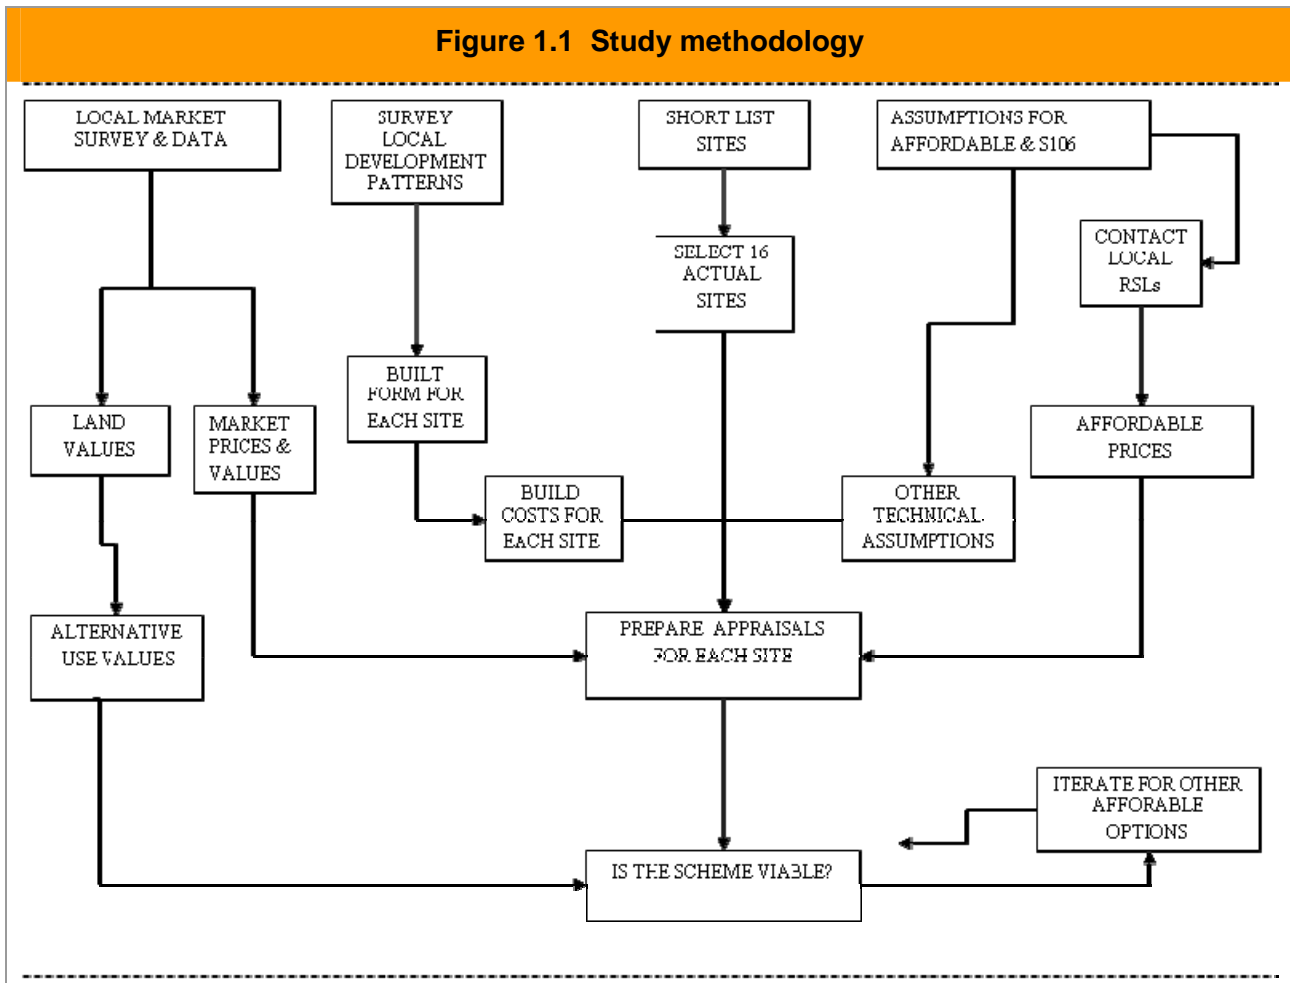 Figure 1.1 Study methodology
LOCAL MARKET
SURVEY & DATA
SURVEY
LOCAL
DEVELOPMENT
PATTERNS
SHORT LIST
SITES
ASSUMPTIONS FOR
AFFORDABLE & S106
CONTACT
LOCAL
RSLs
SELECT 16
ACTUAL
SITES
BUILT
FORM FOR
EACH SITE
LAND
VALUES
MARKET
PRICES &
VALUES
AFFORDABLE
PRICES
BUILD
COSTS FOR
EACH SITE
OTHER
TECHNICAL
ASSUMPTIONS
ALTERNATIVE
USE VALUES
PREPARE APPRAISALS
FOR EACH SITE
ITERATE FOR OTHER
AFFORABLE
OPTIONS
IS THE SCHEME VIABLE?